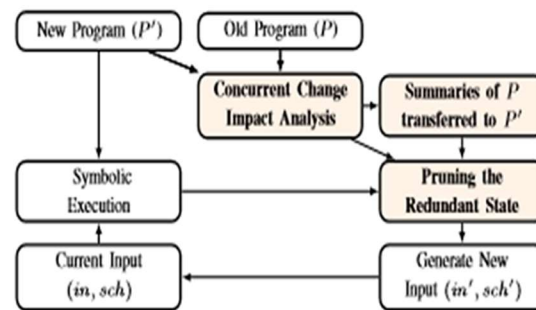 New Program (P′)
Old Program (P)
Concurrent Change
Impact Analysis
Summaries of P
transferred to P′
Symbolic
Execution
Pruning the
Redundant State
Current Input
(in, sch)
Generate New
Input (in′, sch′)